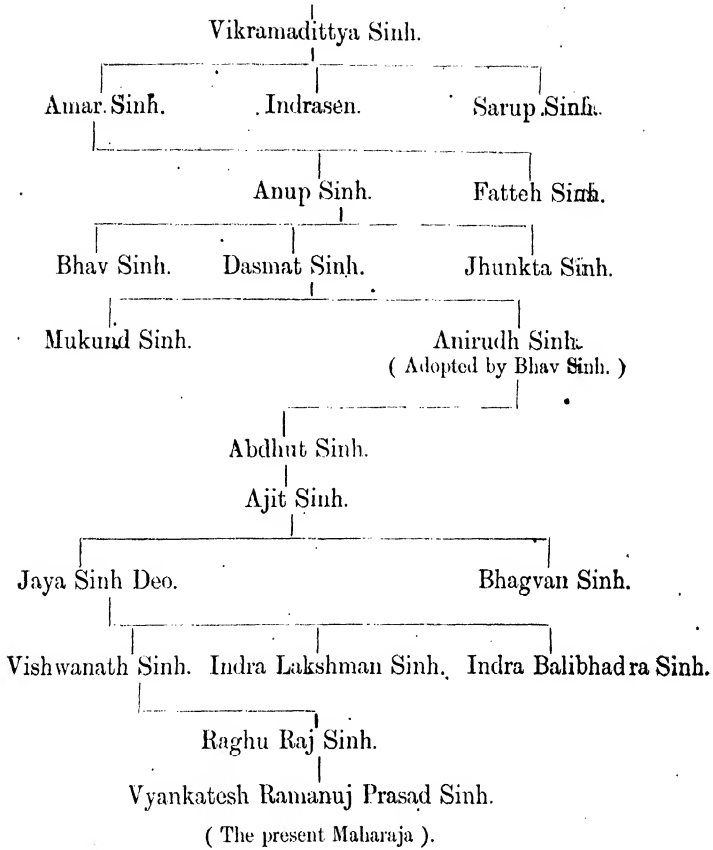 Vikramadittya Sinh.
Amar Sinh. Indrasen. Sarup Sinh.
Anup Sinh. Fatteh Sinh.
Bhav Sinh. Dasmat Sinh. Jhunkta Sinh.
Mukund Sinh. Anirudh Sinh.
( Adopted by Bhav Sinh. )
Abdhut Sinh.
Ajit Sinh.
Jaya Sinh Deo. Bhagvan Sinh.
Vishwanath Sinh. Indra Lakshman Sinh. Indra Balibhadra Sinh.
Raghu Raj Sinh.
Vyankatesh Ramanuj Prasad Sinh.
( The present Maharaja ).